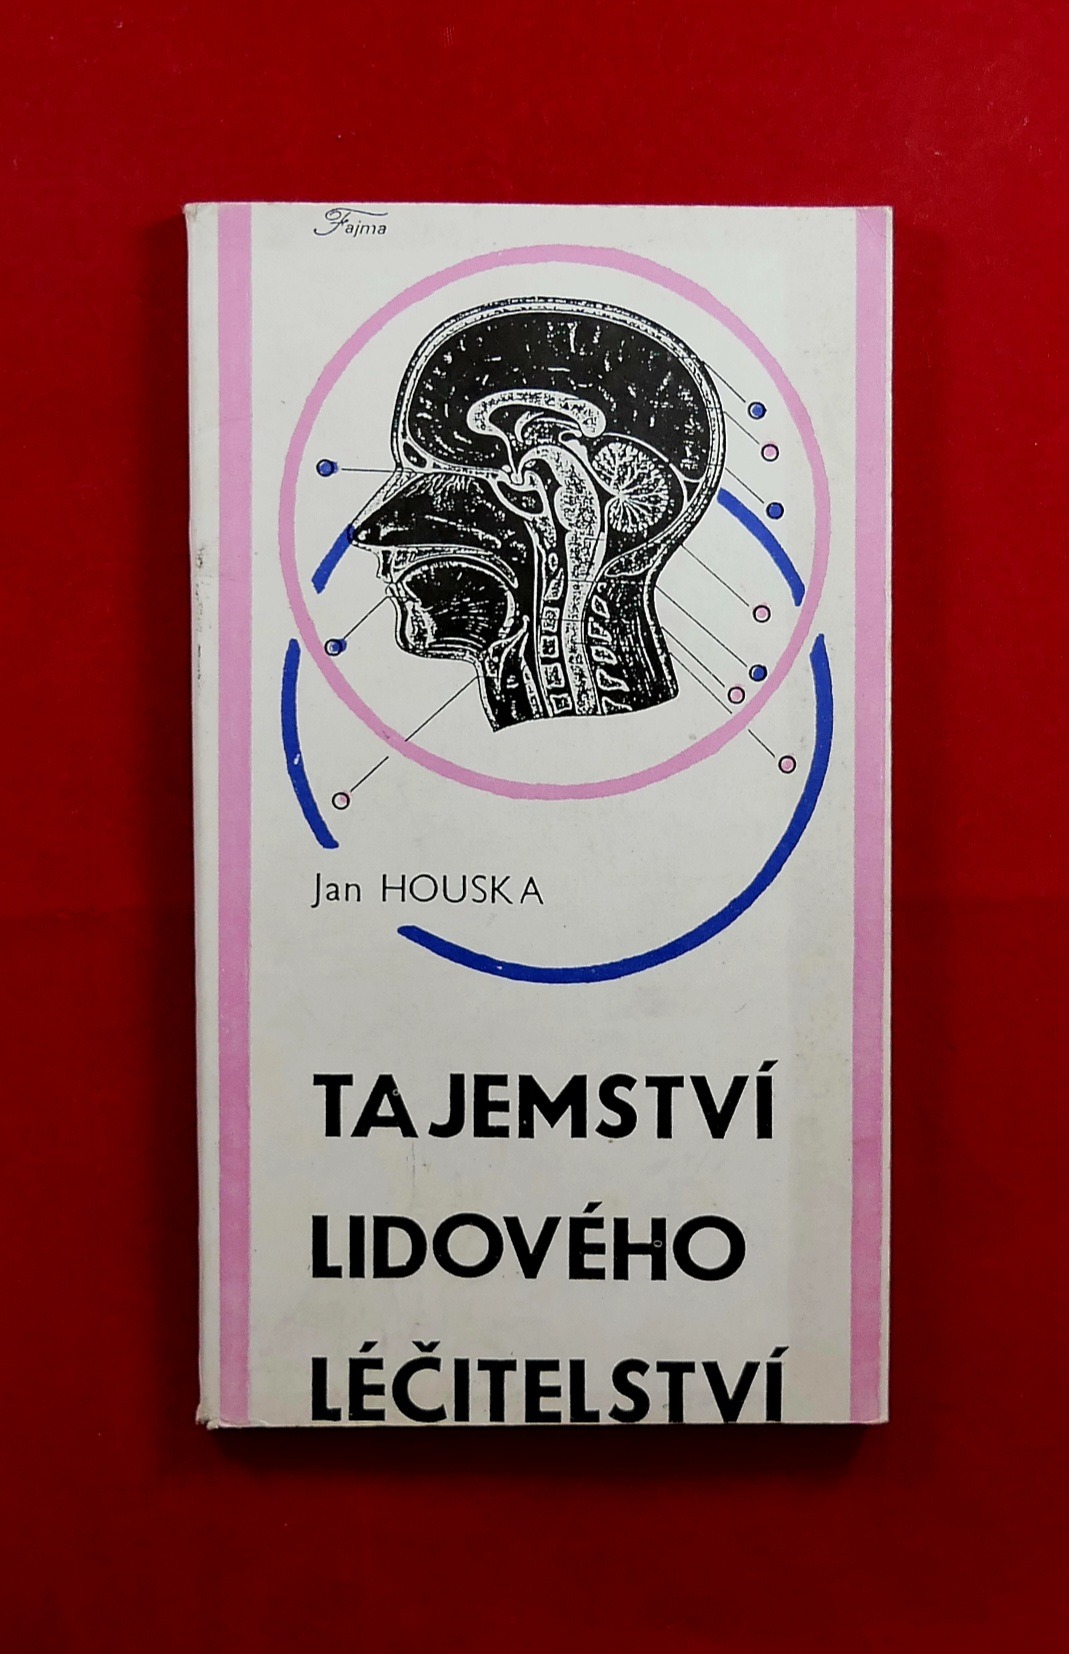 Fajma
Jan HOUSKA
TAJEMSTVÍ
LIDOVÉHO
LÉČITELSTVÍ